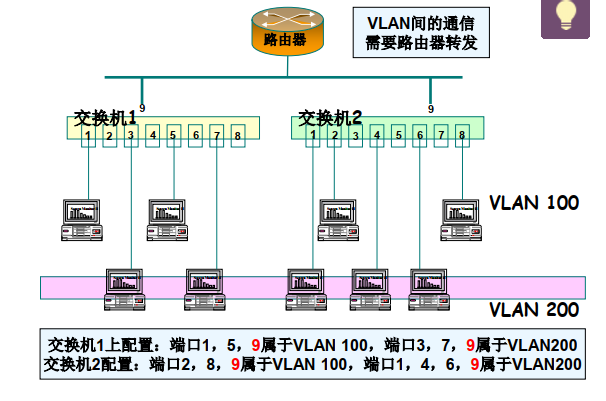 VLAN间的通信
需要路由器转发
路由器
9
9
交换机1
交换机2
1 2 3 4 5 6 7 8
1 2 3 4 5 6 7 8
VLAN 100
VLAN 200
交换机1上配置：端口1，5，9属于VLAN 100，端口3，7，9属于VLAN200
交换机2配置：端口2，8，9属于VLAN 100，端口1，4，6，9属于VLAN200